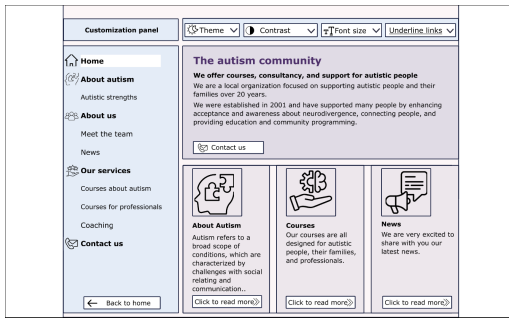 Customization panel
Theme
Contrast
Font size
Underline links
Home
About autism
Autistic strengths
About us
Meet the team
News
Our services
Courses about autism
Courses for professionals
Coaching
Contact us
Back to home
The autism community
We offer courses, consultancy, and support for autistic people
We are a local organization focused on supporting autistic people and their
families over 20 years.
We were established in 2001 and have supported many people by enhancing
acceptance and awareness about neurodivergence, connecting people, and
providing education and community programming.
Contact us
About Autism
Autism refers to a
broad scope of
conditions, which are
characterized by
challenges with social
relating and
communication..
Click to read more
Courses
Our courses are all
designed for autistic
people, their families,
and professionals.
Click to read more
News
We are very excited to
share with you our
latest news.
Click to read more